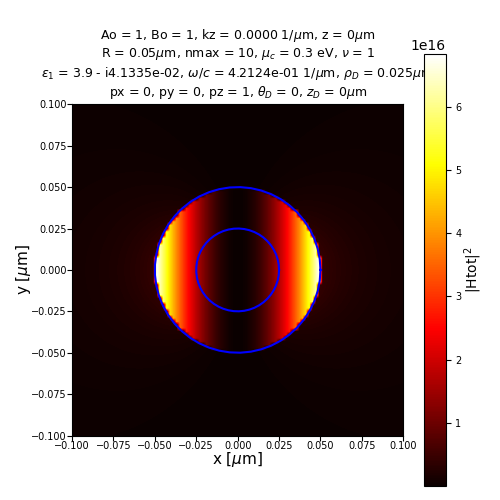 Ao = 1, Bo = 1, kz = 0.0000 1/μm, z = 0μm
R = 0.05μm, nmax = 10, μc = 0.3 eV, ν = 1
ε1 = 3.9 - i4.1335e-02, ω/c = 4.2124e-01 1/μm, ρD = 0.025μm
px = 0, py = 0, pz = 1, θD = 0, zD = 0μm
1e16
0.100
0.075
0.050
0.025
0.000
−0.025
−0.050
−0.075
−0.100
y [μm]
−0.100 −0.075 −0.050 −0.025 0.000 0.025 0.050 0.075 0.100
x [μm]
6
5
4
3
2
1
|Htot|²